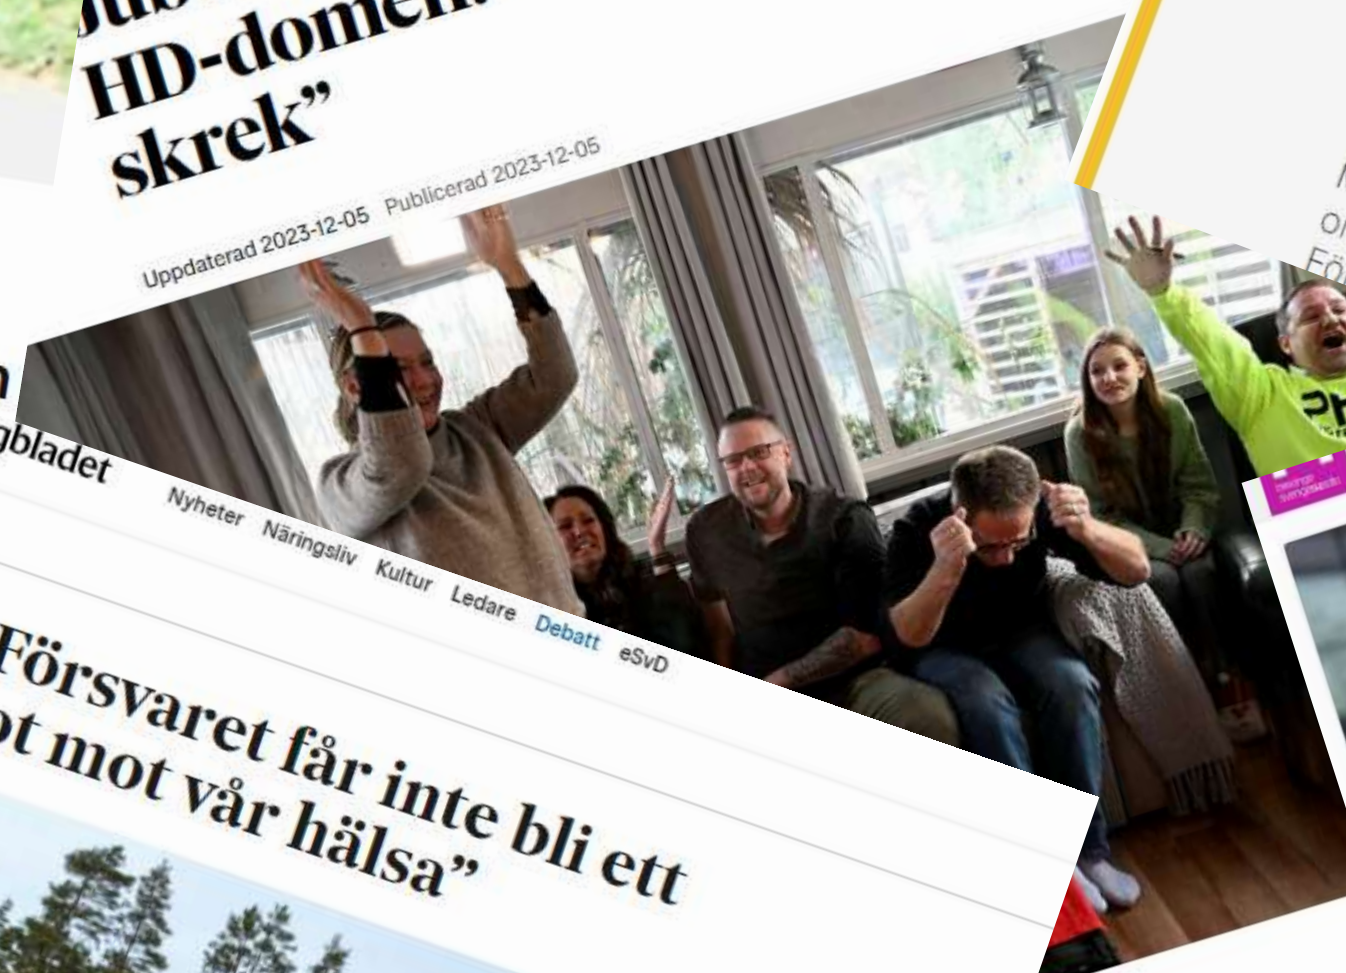 HD-domen:
skrek”
Uppdaterad 2023-12-05 Publicerad 2023-12-05
gbladet
Nyheter Näringsliv Kultur Ledare Debatt eSvD
Försvaret får inte bli ett
ot mot vår hälsa”